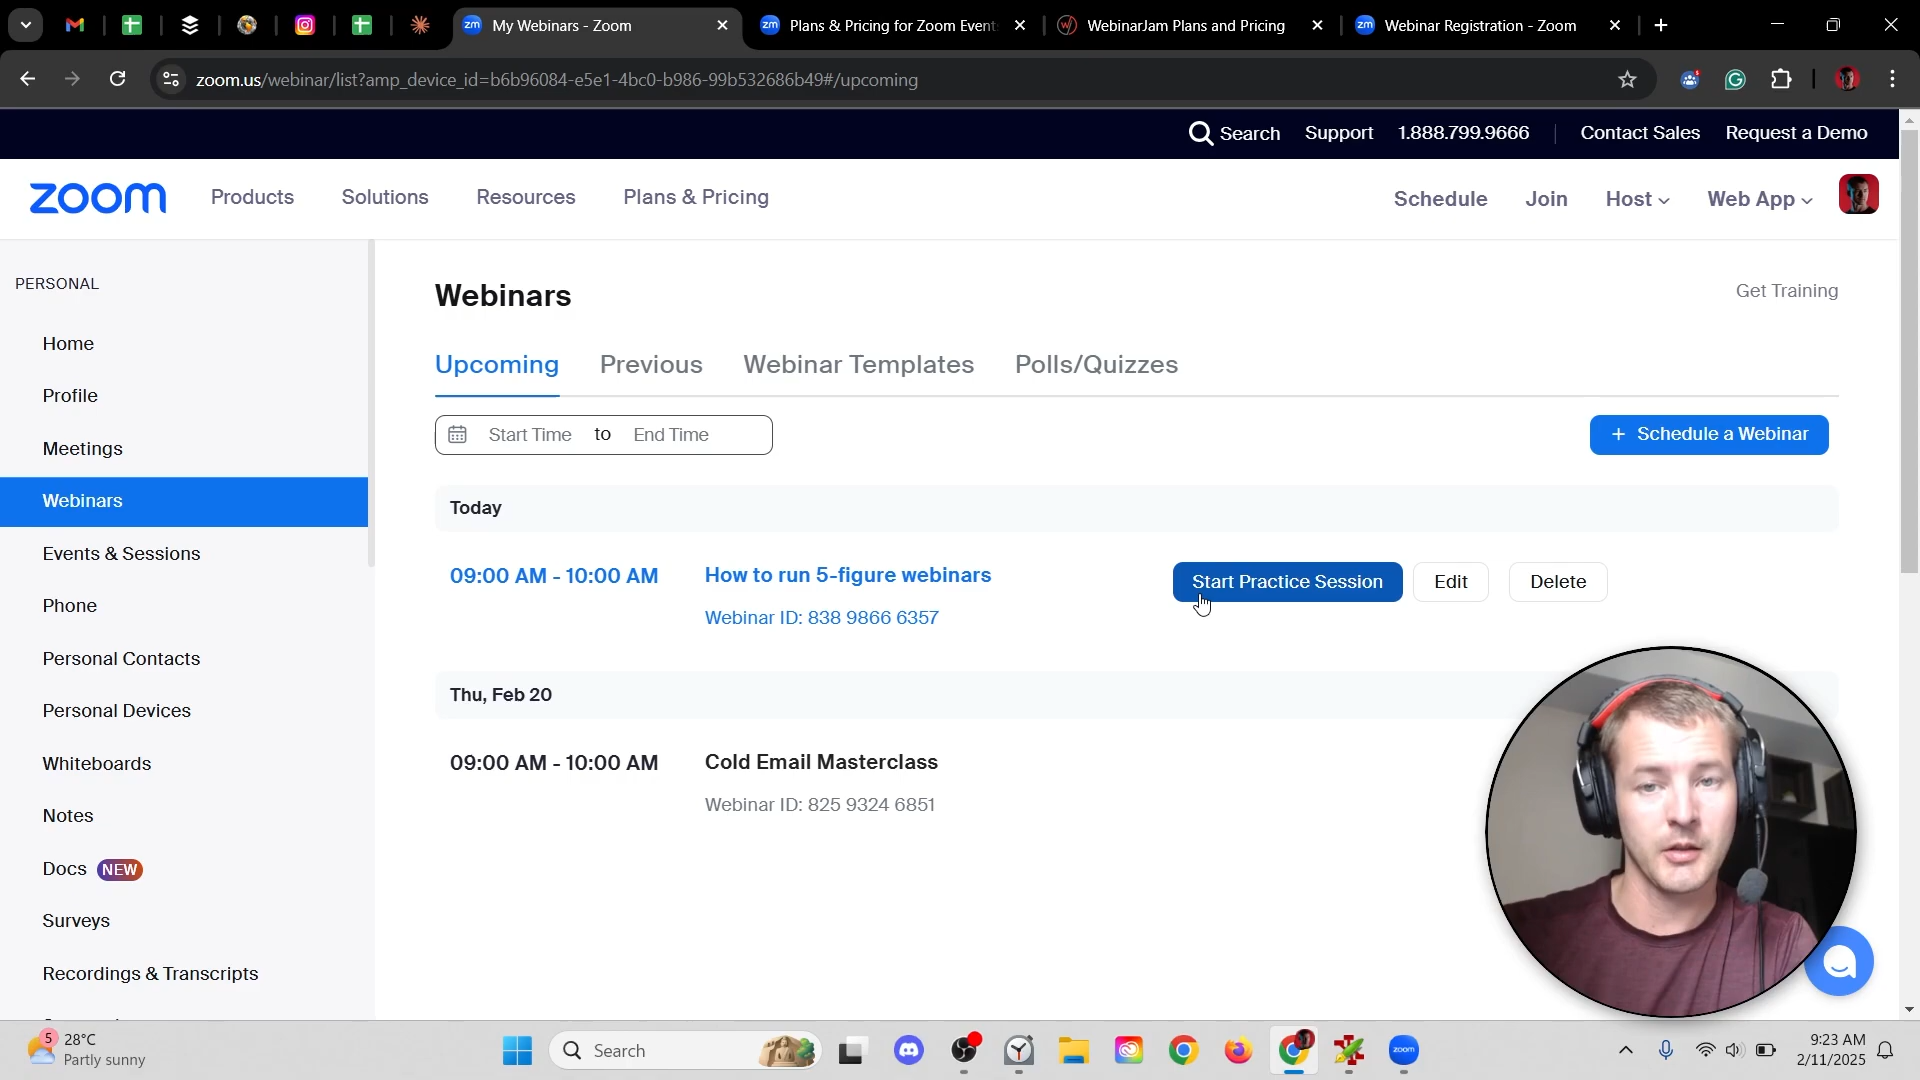 My Webinars - Zoom
Plans & Pricing for Zoom Event
WebinarJam Plans and Pricing
Webinar Registration - Zoom
zoom.us/webinar/list?amp_device_id=b6b96084-e5e1-4bc0-b986-99b532686b49#/upcoming
Search Support 1.888.799.9666 Contact Sales Request a Demo
zoom Products Solutions Resources Plans & Pricing Schedule Join Host Web App
PERSONAL
Home
Profile
Meetings
Webinars
Events & Sessions
Phone
Personal Contacts
Personal Devices
Whiteboards
Notes
Docs NEW
Surveys
Recordings & Transcripts
Webinars
Get Training
Upcoming Previous Webinar Templates Polls/Quizzes
Start Time to End Time
+ Schedule a Webinar
Today
09:00 AM - 10:00 AM How to run 5-figure webinars
Start Practice Session Edit Delete
Webinar ID: 838 9866 6357
Thu, Feb 20
09:00 AM - 10:00 AM Cold Email Masterclass
Webinar ID: 825 9324 6851
5 28°C
Partly sunny
Search
zoom
9:23 AM
2/11/2025